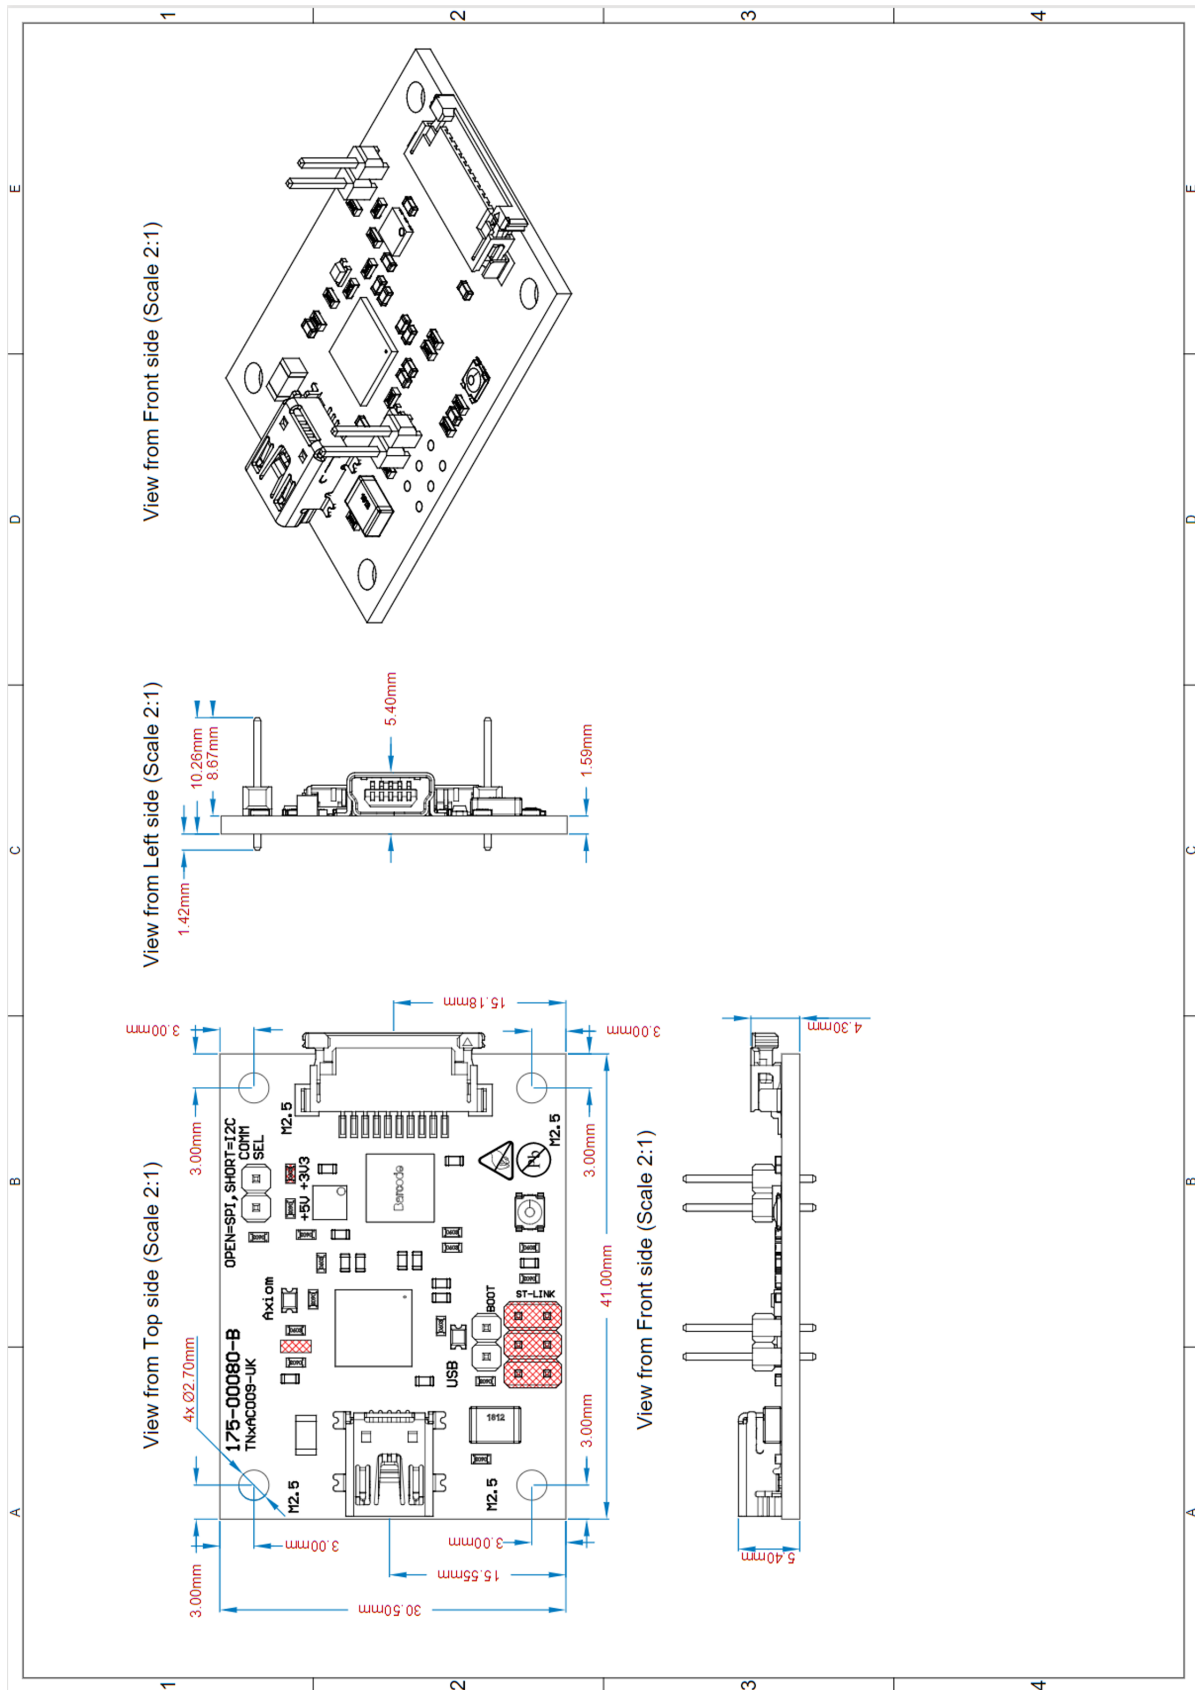 1
2
3
4
E
D
C
B
A
E
D
C
B
A
1
2
3
4
View from Top side (Scale 2:1)
4x Ø2.70mm
3.00mm
3.00mm
3.00mm
3.00mm
3.00mm
3.00mm
3.00mm
3.00mm
15.18mm
15.55mm
30.50mm
41.00mm
175-00080-B
TNxAC009-UK
OPEN=SPI,SHORT=I2C
COMM
SEL
+5V +3V3
Axiom
USB
BOOT
ST-LINK
M2.5
M2.5
M2.5
M2.5
Barcode
Pb
1812
View from Left side (Scale 2:1)
10.26mm
8.67mm
1.42mm
5.40mm
1.59mm
View from Front side (Scale 2:1)
View from Front side (Scale 2:1)
4.30mm
5.40mm